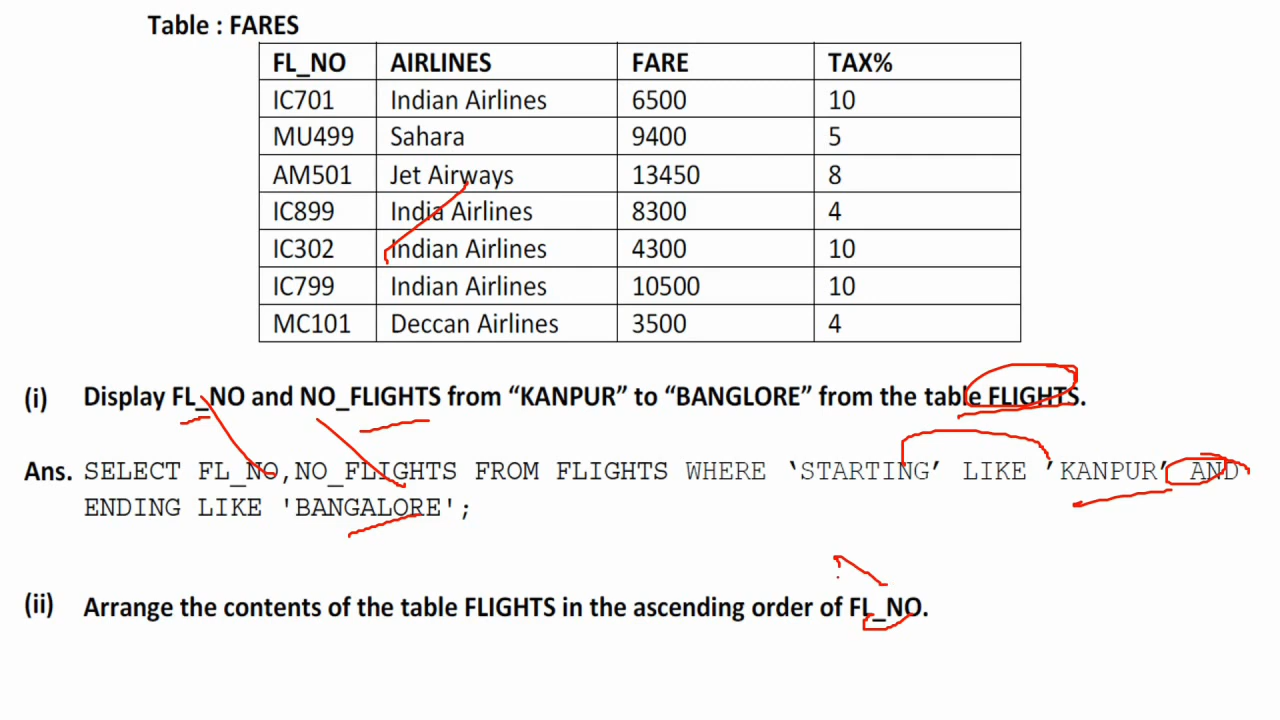 Table : FARES
FL_NO AIRLINES FARE TAX%
IC701 Indian Airlines 6500 10
MU499 Sahara 9400 5
AM501 Jet Airways 13450 8
IC899 India Airlines 8300 4
IC302 Indian Airlines 4300 10
IC799 Indian Airlines 10500 10
MC101 Deccan Airlines 3500 4
(i) Display FL_NO and NO_FLIGHTS from “KANPUR” to “BANGLORE” from the table FLIGHTS.
Ans. SELECT FL_NO,NO_FLIGHTS FROM FLIGHTS WHERE ‘STARTING’ LIKE ’KANPUR’ AND
ENDING LIKE 'BANGALORE';
(ii) Arrange the contents of the table FLIGHTS in the ascending order of FL_NO.